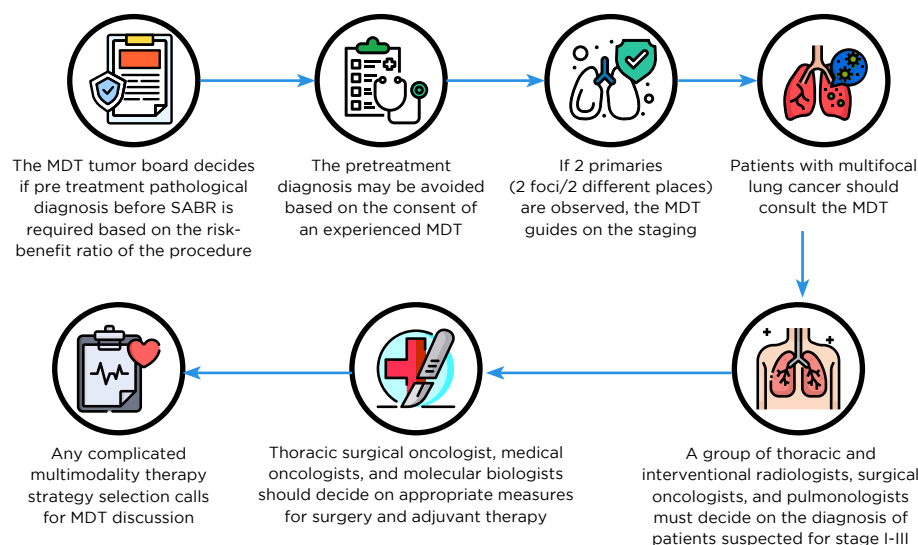 The MDT tumor board decides
if pre treatment pathological
diagnosis before SABR is
required based on the risk-
benefit ratio of the procedure
The pretreatment
diagnosis may be avoided
based on the consent of
an experienced MDT
If 2 primaries
(2 foci/2 different places)
are observed, the MDT
guides on the staging
Patients with multifocal
lung cancer should
consult the MDT
Any complicated
multimodality therapy
strategy selection calls
for MDT discussion
Thoracic surgical oncologist, medical
oncologists, and molecular biologists
should decide on appropriate measures
for surgery and adjuvant therapy
A group of thoracic and
interventional radiologists, surgical
oncologists, and pulmonologists
must decide on the diagnosis of
patients suspected for stage I-III